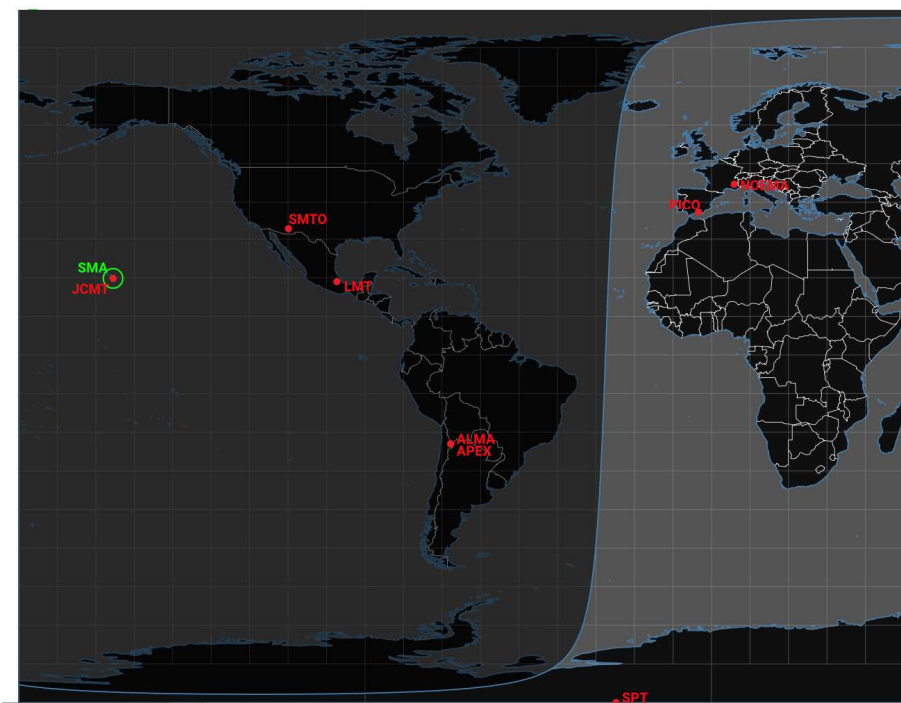 NOEMA
PICO
SMTO
SMA
JCMT
LMT
ALMA
APEX
SPT